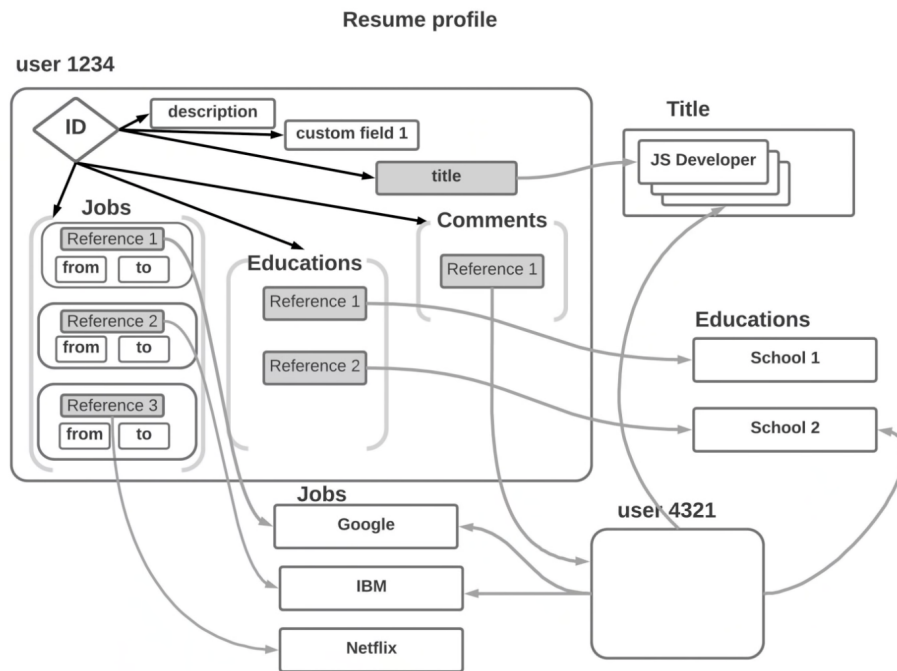 Resume profile
user 1234
ID
description
custom field 1
title
Title
JS Developer
Jobs
Reference 1
from to
Reference 2
from to
Reference 3
from to
Educations
Reference 1
Reference 2
Comments
Reference 1
Educations
School 1
School 2
Jobs
Google
IBM
Netflix
user 4321